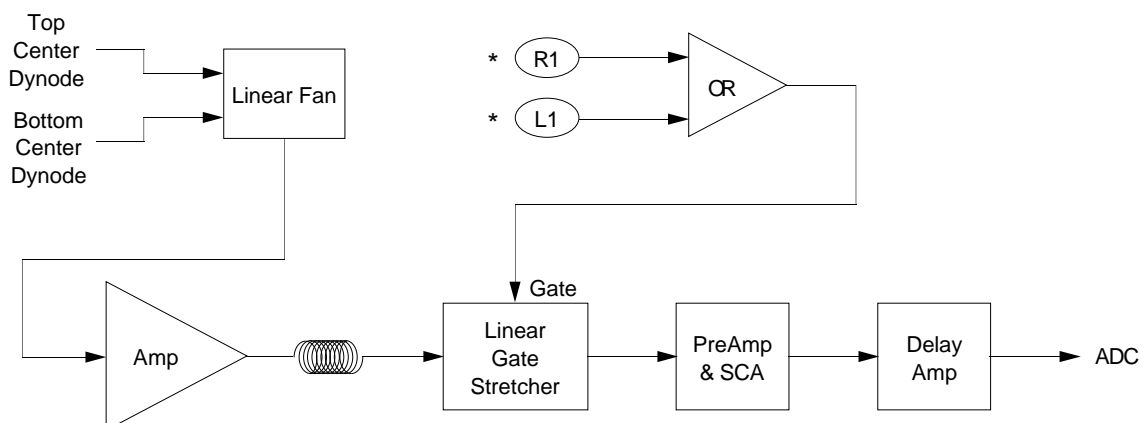 Top
Center
Dynode
Linear Fan
Bottom
Center
Dynode
* R1
* L1
OR
Gate
Amp
Linear
Gate
Stretcher
PreAmp
& SCA
Delay
Amp
ADC